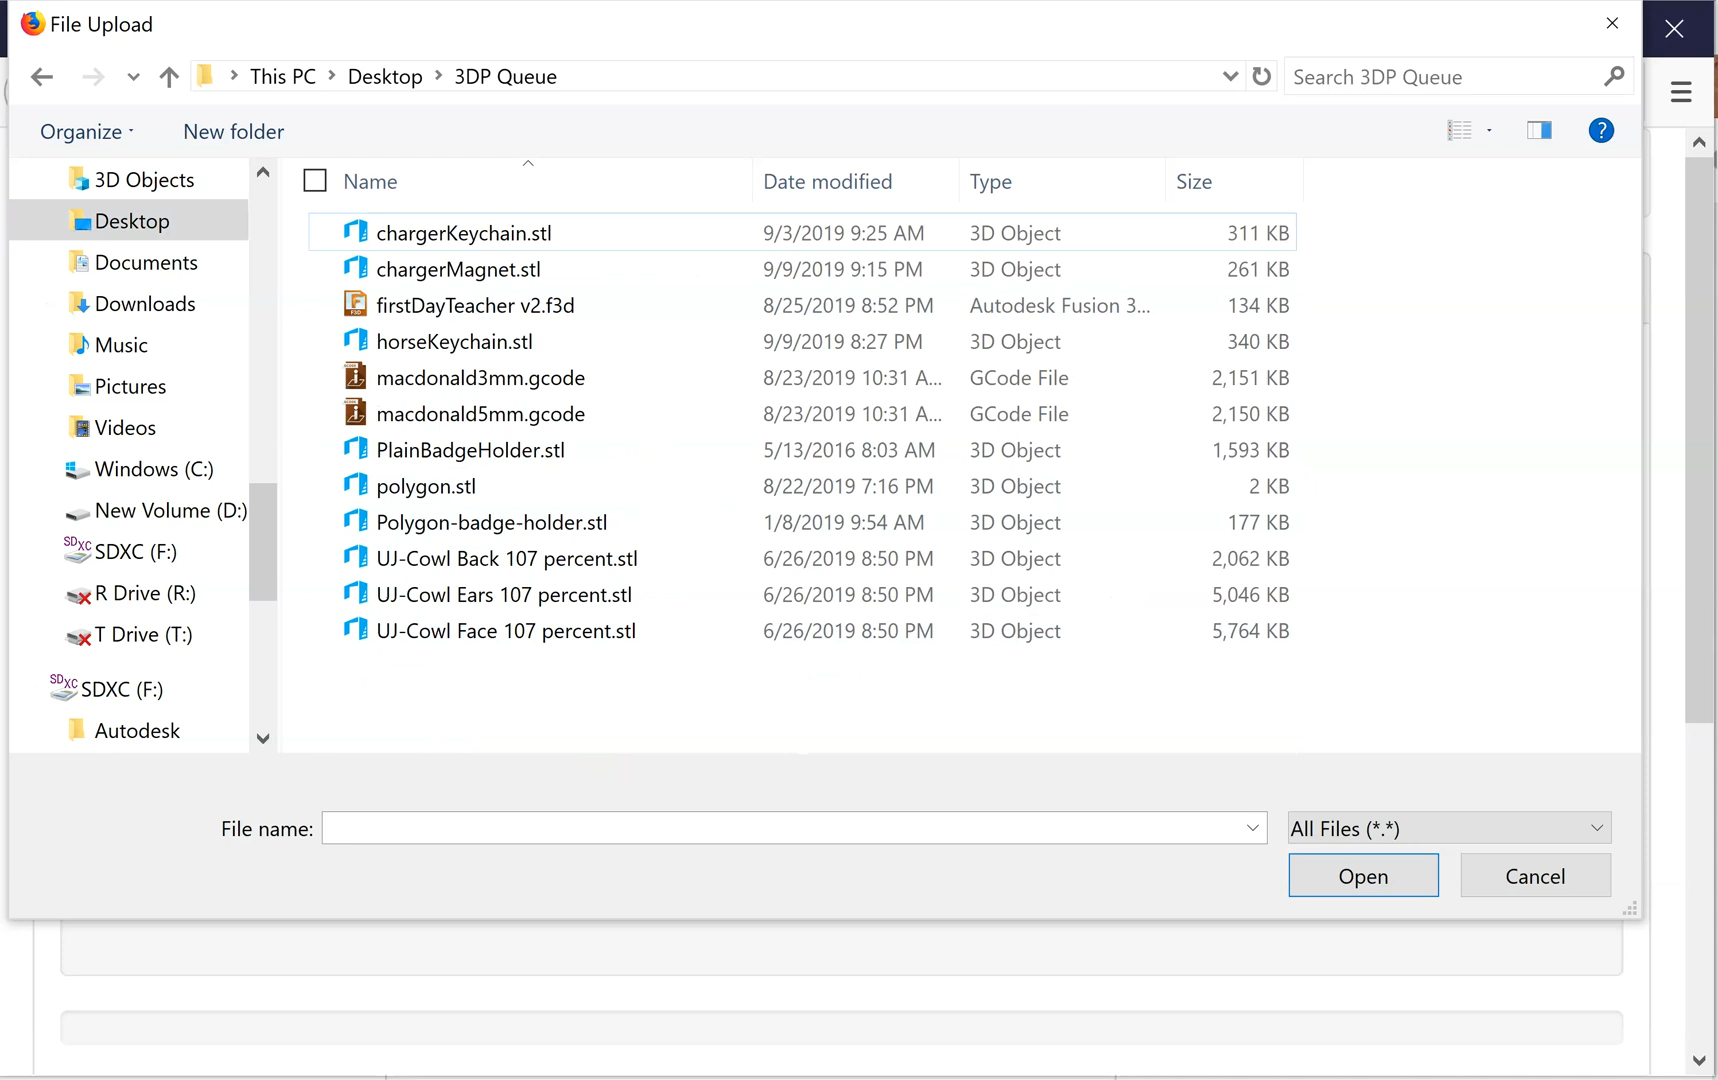 File Upload
This PC > Desktop > 3DP Queue
Search 3DP Queue
Organize
New folder
3D Objects
Desktop
Documents
Downloads
Music
Pictures
Videos
Windows (C:)
New Volume (D:)
SDXC (F:)
R Drive (R:)
T Drive (T:)
SDXC (F:)
Autodesk
Name Date modified Type Size
chargerKeychain.stl 9/3/2019 9:25 AM 3D Object 311 KB
chargerMagnet.stl 9/9/2019 9:15 PM 3D Object 261 KB
firstDayTeacher v2.f3d 8/25/2019 8:52 PM Autodesk Fusion 3... 134 KB
horseKeychain.stl 9/9/2019 8:27 PM 3D Object 340 KB
macdonald3mm.gcode 8/23/2019 10:31 A... GCode File 2,151 KB
macdonald5mm.gcode 8/23/2019 10:31 A... GCode File 2,150 KB
PlainBadgeHolder.stl 5/13/2016 8:03 AM 3D Object 1,593 KB
polygon.stl 8/22/2019 7:16 PM 3D Object 2 KB
Polygon-badge-holder.stl 1/8/2019 9:54 AM 3D Object 177 KB
UJ-Cowl Back 107 percent.stl 6/26/2019 8:50 PM 3D Object 2,062 KB
UJ-Cowl Ears 107 percent.stl 6/26/2019 8:50 PM 3D Object 5,046 KB
UJ-Cowl Face 107 percent.stl 6/26/2019 8:50 PM 3D Object 5,764 KB
File name:
All Files (*.*)
Open
Cancel